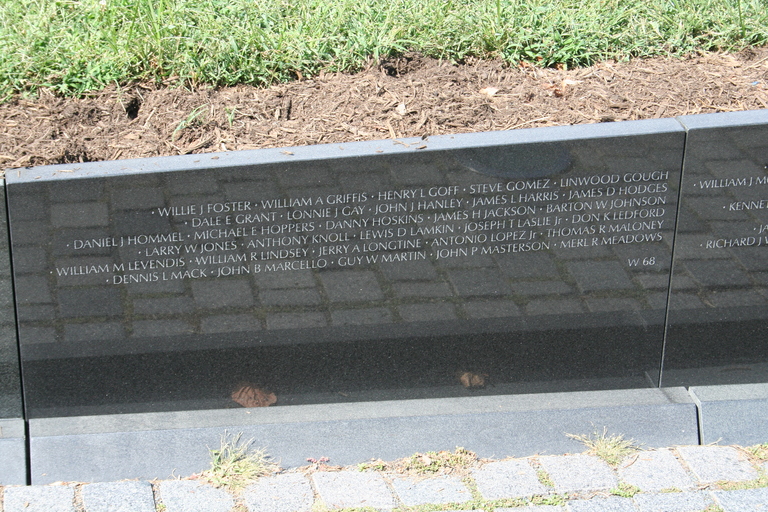 · WILLIE J FOSTER · WILLIAM A GRIFFIS · HENRY L GOFF · STEVE GOMEZ · LINWOOD GOUGH
· DALE E GRANT · LONNIE J GAY · JOHN J HANLEY · JAMES L HARRIS · JAMES D HODGES
· DANIEL J HOMMEL · MICHAEL E HOPPERS · DANNY HOSKINS · JAMES H JACKSON · BARTON W JOHNSON
· LARRY W JONES · ANTHONY KNOLL · LEWIS D LAMKIN · JOSEPH T LASLIE Jr · DON K LEDFORD
· WILLIAM M LEVENDIS · WILLIAM R LINDSEY · JERRY A LONGTINE · ANTONIO LOPEZ Jr · THOMAS R MALONEY
· DENNIS L MACK · JOHN B MARCELLO · GUY W MARTIN · JOHN P MASTERSON · MERL R MEADOWS
W 68
· WILLIAM J
· RICHARD J